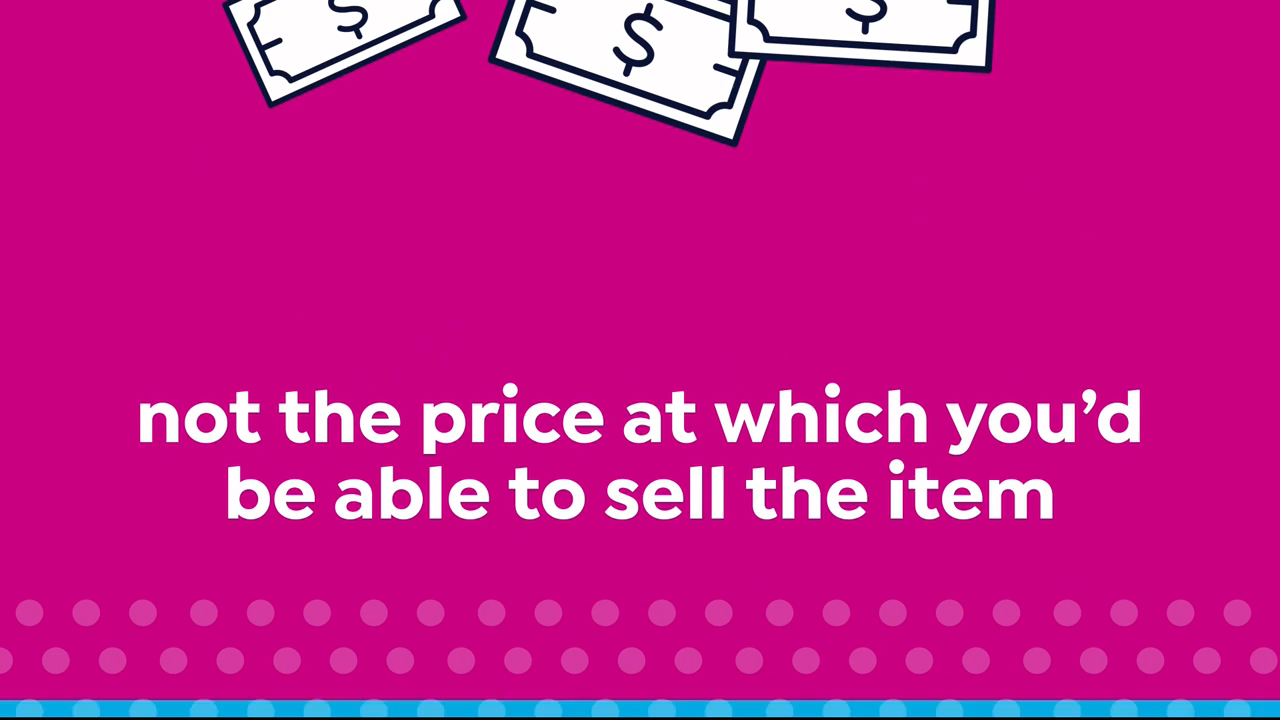 $
$
$
not the price at which you’d
be able to sell the item